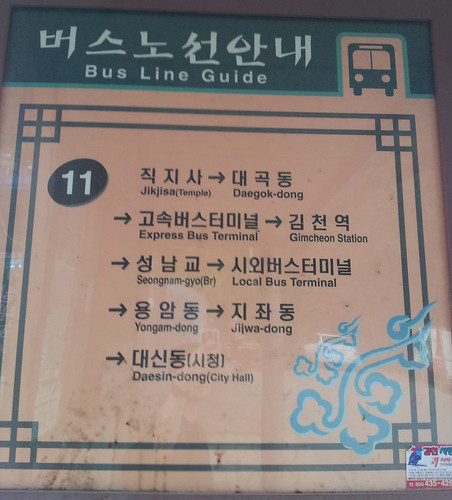 버스노선안내
Bus Line Guide
11
직지사 → 대곡동
Jikjisa(Temple) Daegok-dong
→ 고속버스터미널 → 김천역
Express Bus Terminal Gimcheon Station
→ 성남교 → 시외버스터미널
Seongnam-gyo(Br) Local Bus Terminal
→ 용암동 → 지좌동
Yongam-dong Jijwa-dong
→ 대신동[시청]
Daesin-dong(City Hall)